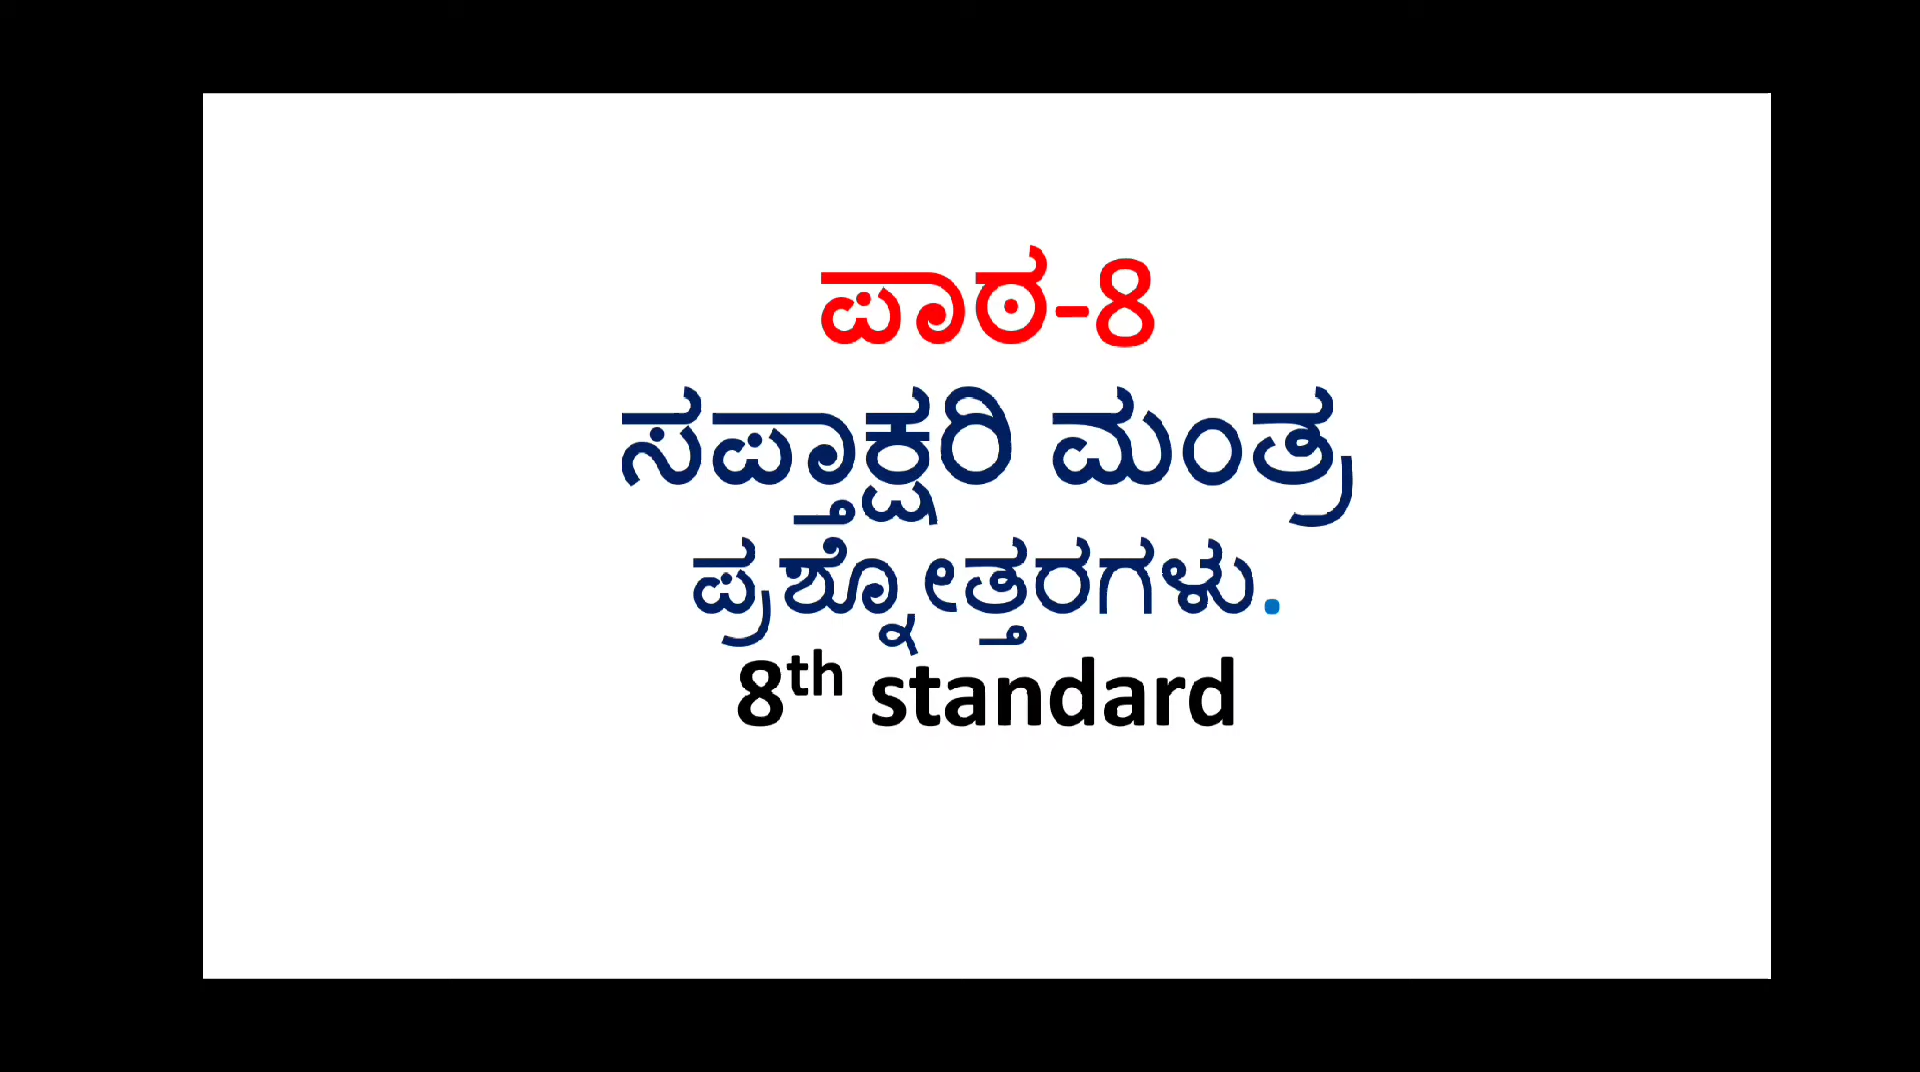 ಪಾಠ-8
ಸಪ್ತಾಕ್ಷರಿ ಮಂತ್ರ
ಪ್ರಶ್ನೋತ್ತರಗಳು.
8th standard